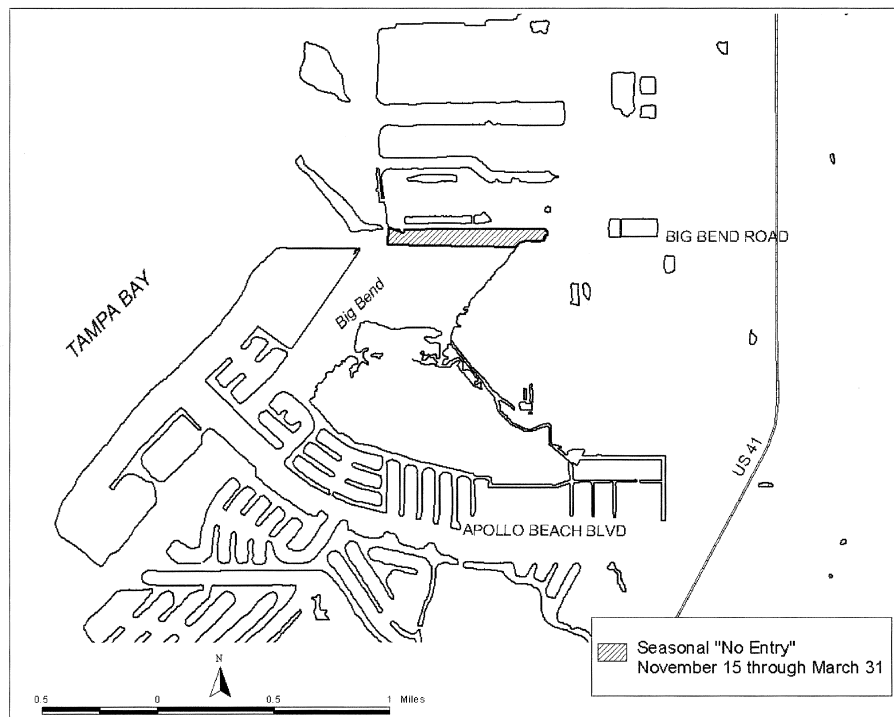 BIG BEND ROAD
TAMPA BAY
Big Bend
US 41
APOLLO BEACH BLVD
Seasonal "No Entry"
November 15 through March 31
N
0.5 0 0.5 1 Miles